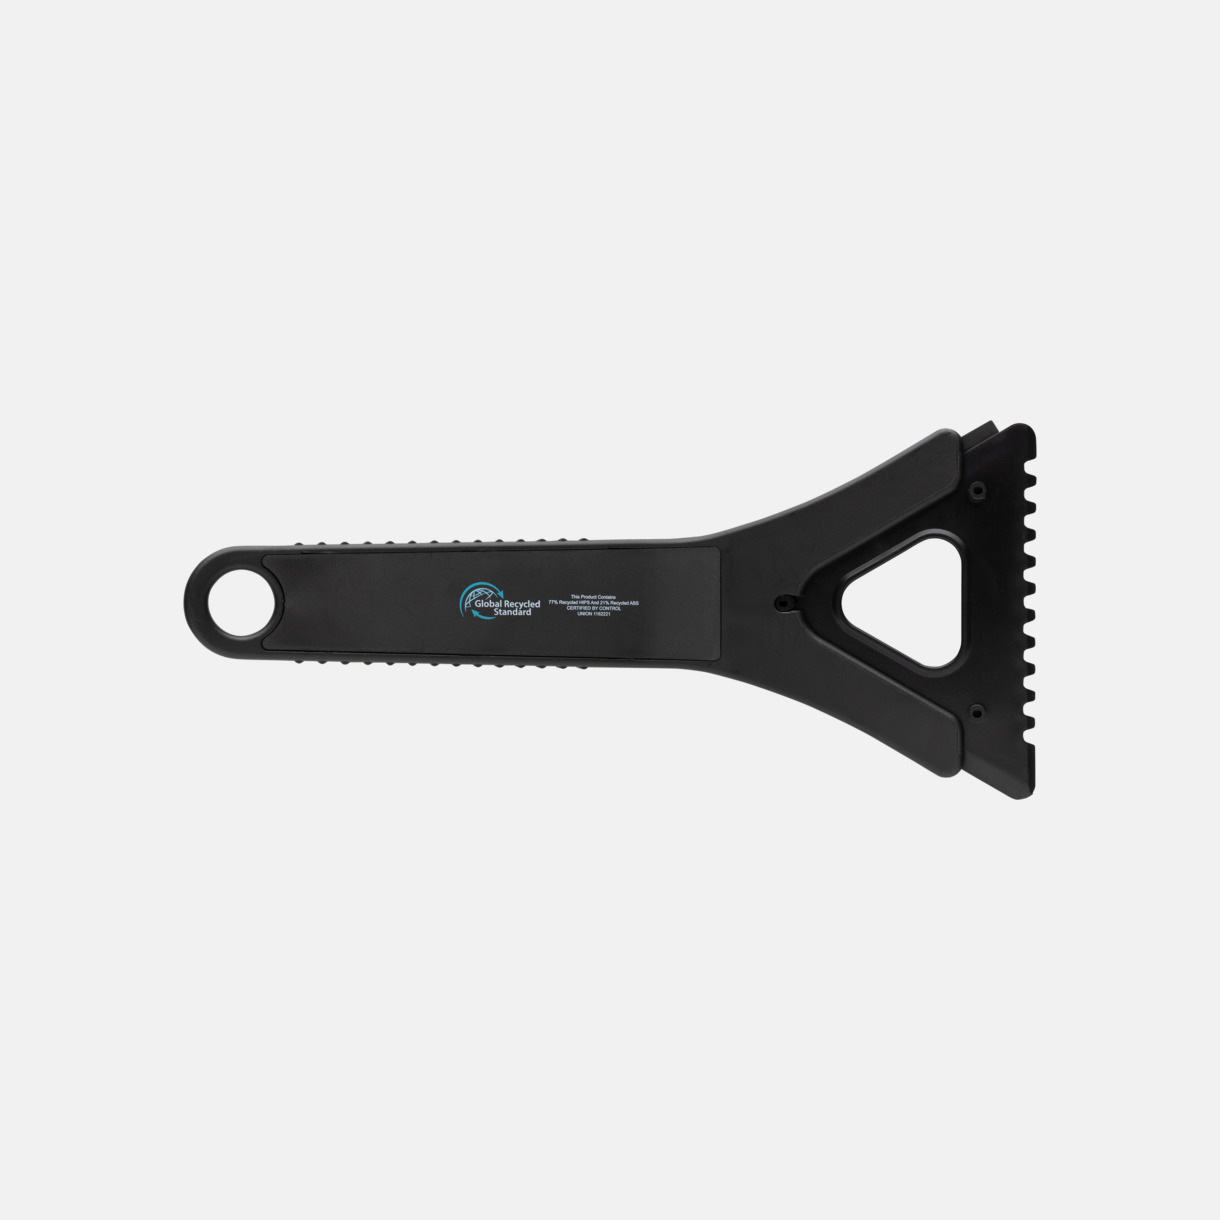 Global Recycled
Standard
This Product Contains
77% Recycled HIPS And 21% Recycled ABS
CERTIFIED BY CONTROL
UNION 1162221